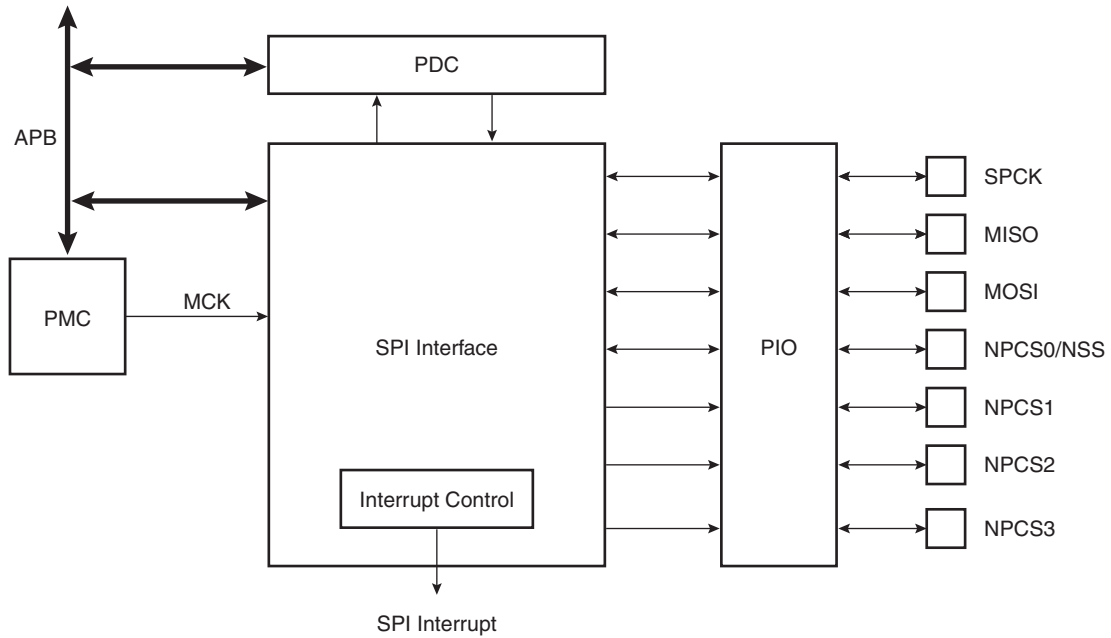 PDC
APB
SPCK
MISO
MOSI
MCK
PMC
SPI Interface
PIO
NPCS0/NSS
NPCS1
NPCS2
Interrupt Control
NPCS3
SPI Interrupt